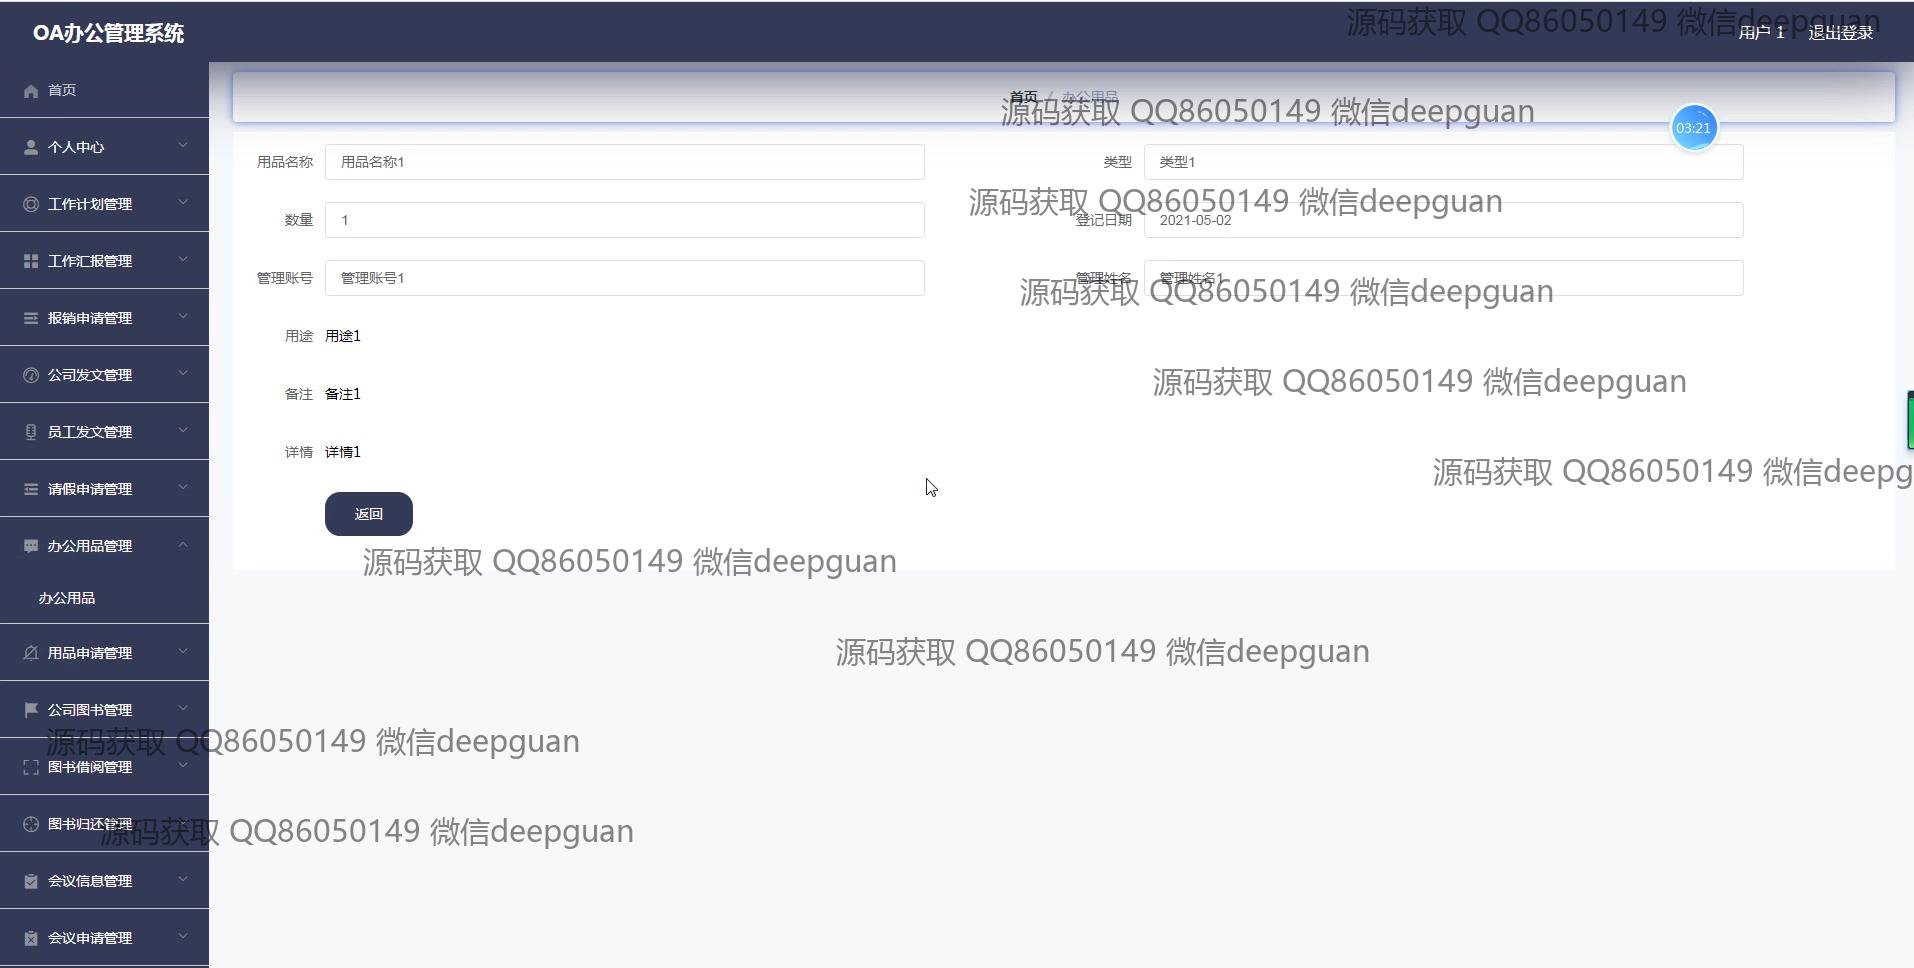 OA办公管理系统
源码获取 QQ86050149 微信deepguan
用户 1 退出登录
首页
首页 / 办公用品
源码获取 QQ86050149 微信deepguan
03:21
个人中心
用品名称 用品名称1 类型 类型1
工作计划管理
源码获取 QQ86050149 微信deepguan
数量 1 登记日期 2021-05-02
工作汇报管理
管理账号 管理账号1 管理姓名 管理姓名1
源码获取 QQ86050149 微信deepguan
报销申请管理
用途 用途1
公司发文管理
源码获取 QQ86050149 微信deepguan
备注 备注1
员工发文管理
详情 详情1
源码获取 QQ86050149 微信deepg
请假申请管理
返回
办公用品管理
源码获取 QQ86050149 微信deepguan
办公用品
用品申请管理
源码获取 QQ86050149 微信deepguan
公司图书管理
源码获取 QQ86050149 微信deepguan
图书借阅管理
图书归还管理
源码获取 QQ86050149 微信deepguan
会议信息管理
会议申请管理